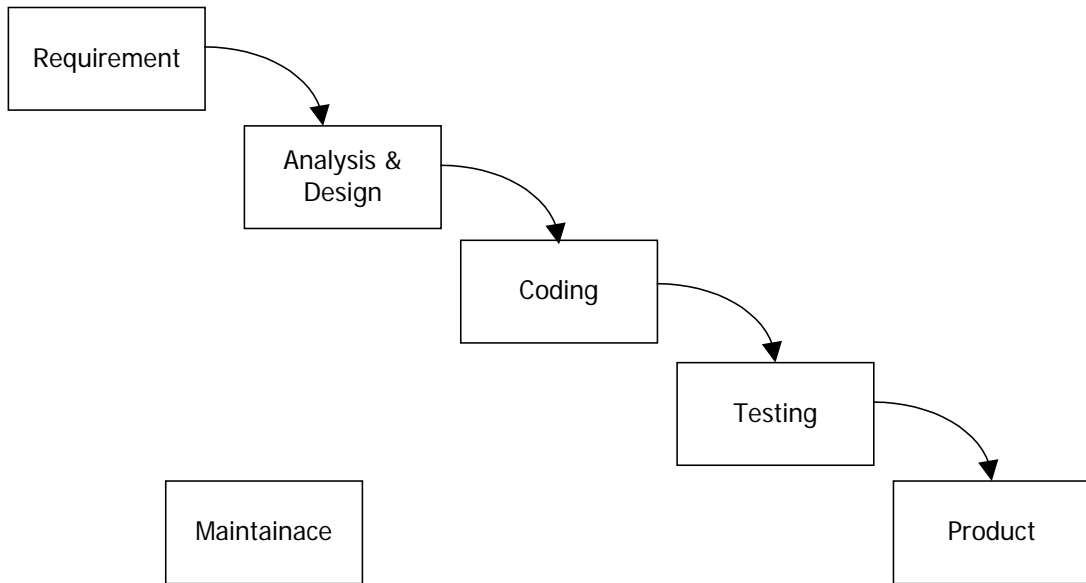 Requirement
Analysis &
Design
Coding
Testing
Maintainace
Product